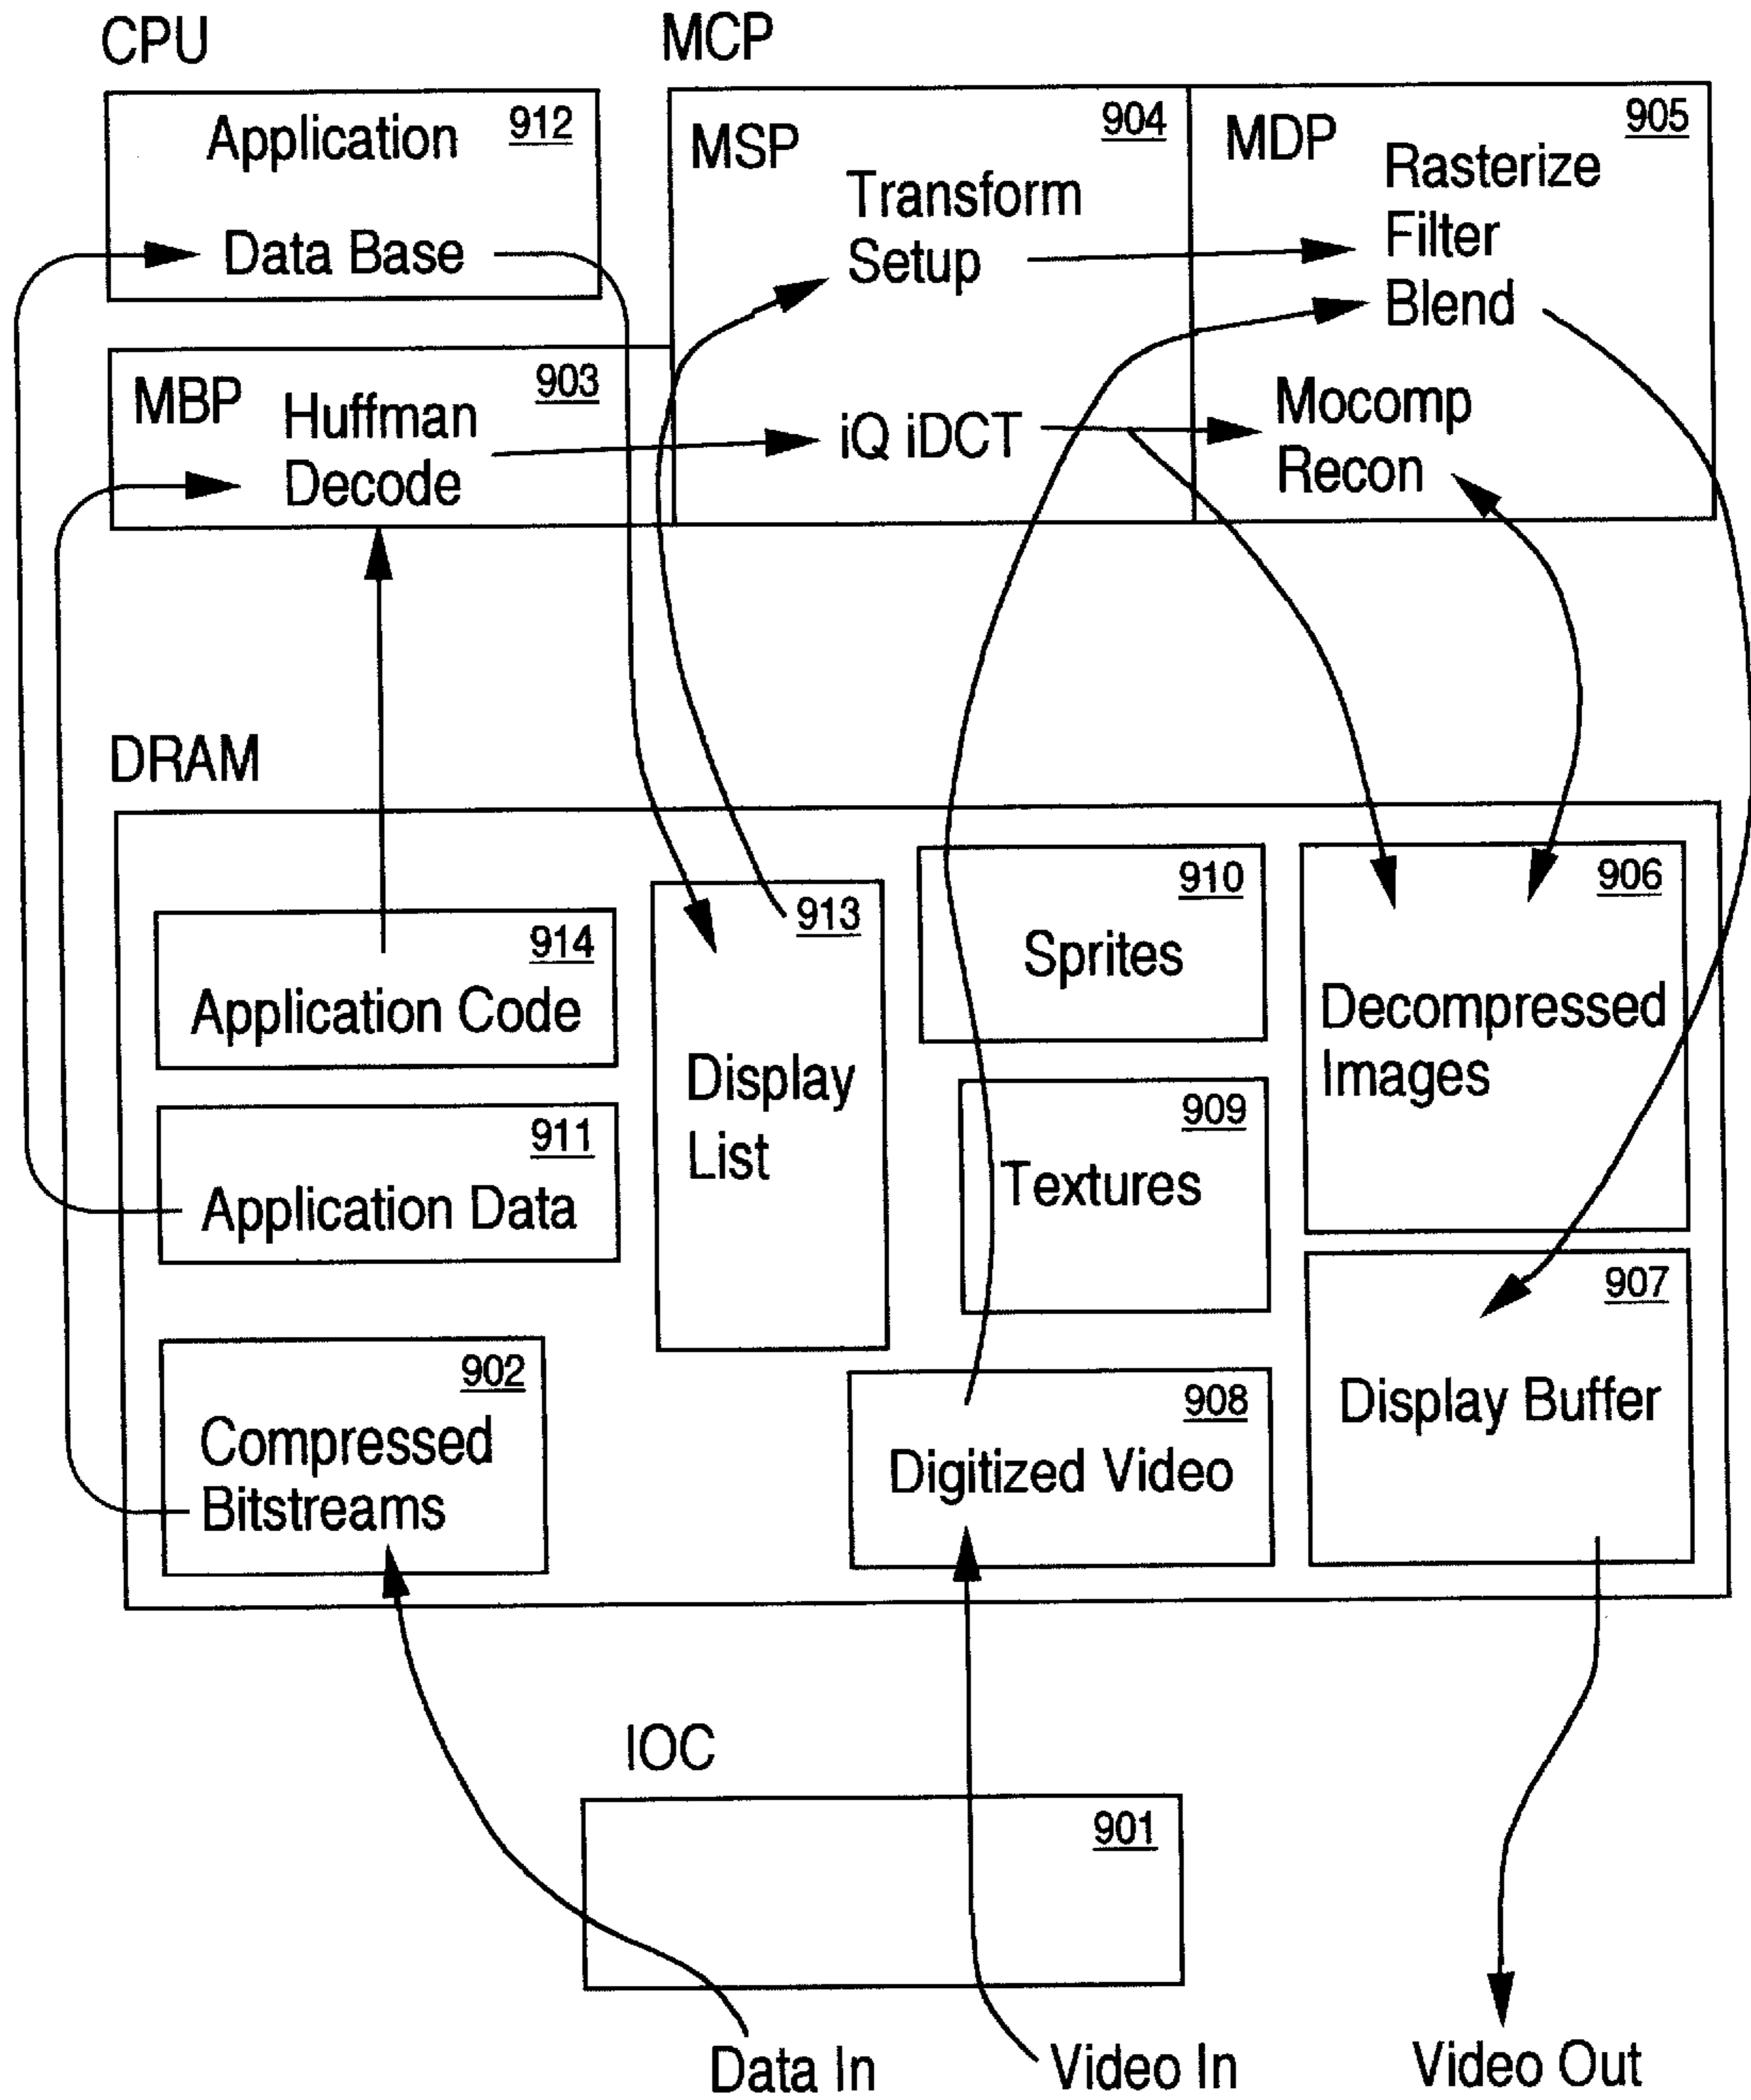 CPU
MCP
Application 912
Data Base
MSP 904
Transform
Setup
iQ iDCT
MDP 905
Rasterize
Filter
Blend
Mocomp
Recon
MBP 903
Huffman
Decode
DRAM
914
Application Code
911
Application Data
902
Compressed
Bitstreams
913
Display
List
910
Sprites
909
Textures
908
Digitized Video
906
Decompressed
Images
907
Display Buffer
IOC
901
Data In
Video In
Video Out